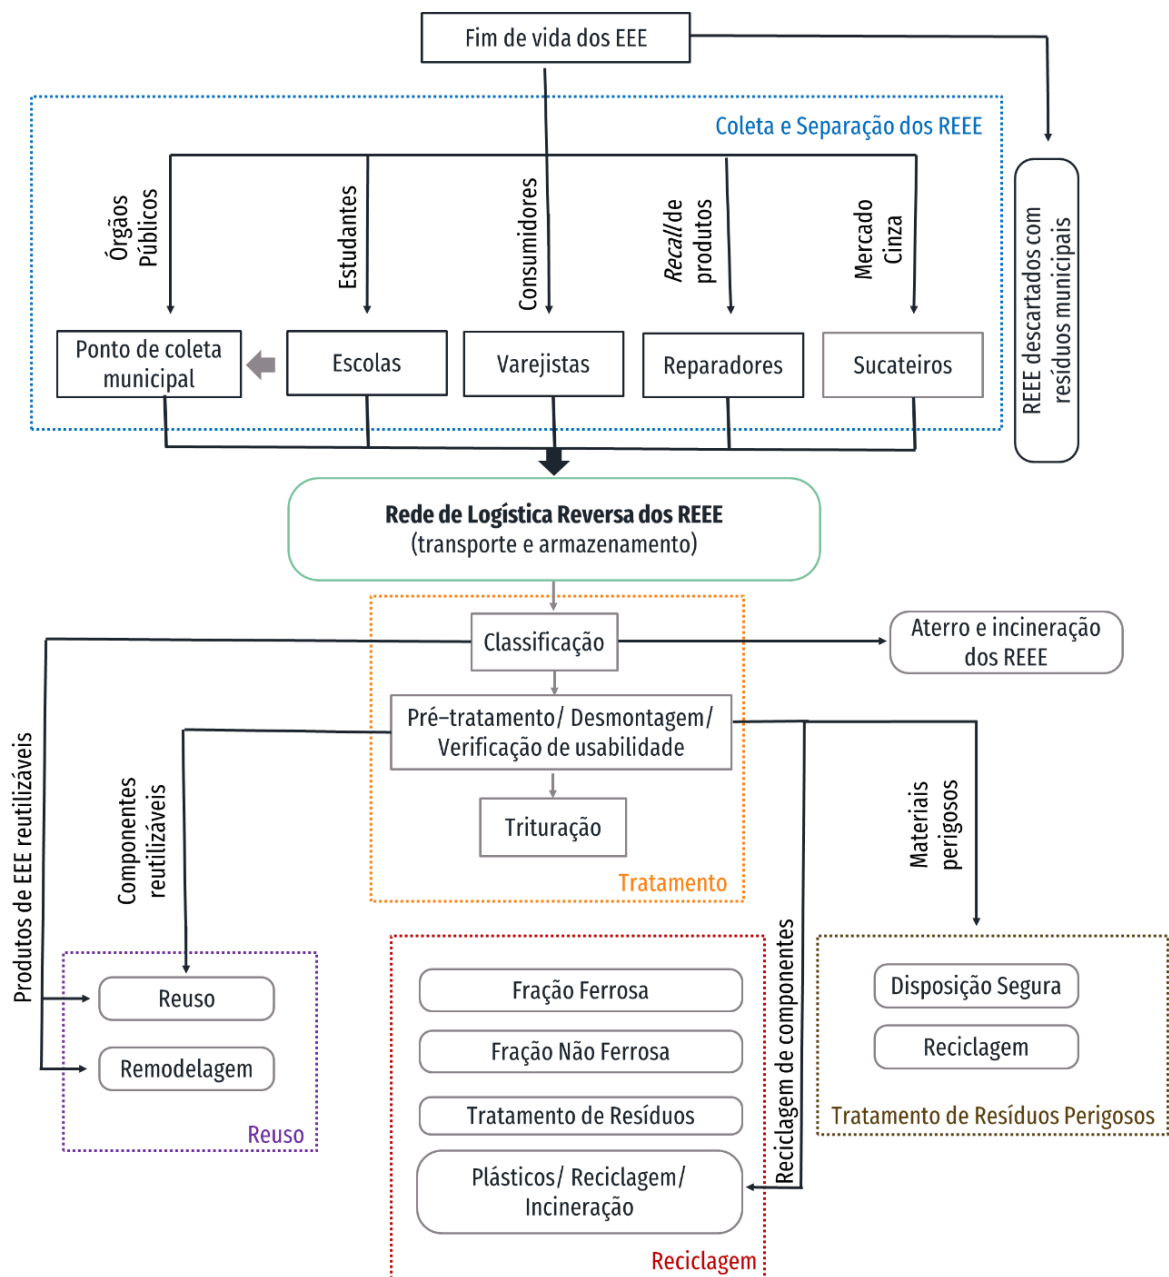 Fim de vida dos EEE
Coleta e Separação dos REEE
Órgãos
Públicos
Estudantes
Consumidores
Recall de
produtos
Mercado
Cinza
REEE descartados com
resíduos municipais
Ponto de coleta
municipal
Escolas
Varejistas
Reparadores
Sucateiros
Rede de Logística Reversa dos REEE
(transporte e armazenamento)
Classificação
Aterro e incineração
dos REEE
Pré-tratamento/ Desmontagem/
Verificação de usabilidade
Trituração
Tratamento
Produtos de EEE reutilizáveis
Componentes
reutilizáveis
Materiais
perigosos
Reciclagem de componentes
Reuso
Remodelagem
Reuso
Fração Ferrosa
Fração Não Ferrosa
Tratamento de Resíduos
Plásticos/ Reciclagem/
Incineração
Reciclagem
Disposição Segura
Reciclagem
Tratamento de Resíduos Perigosos